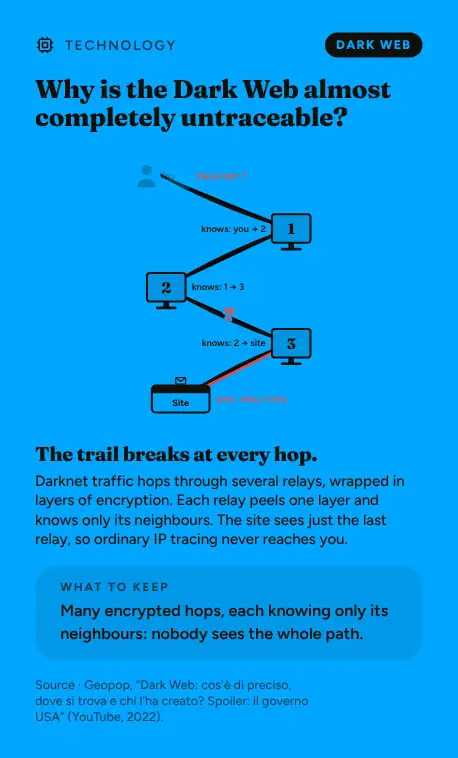 TECHNOLOGY
DARK WEB
Why is the Dark Web almost
completely untraceable?
knows: you → 2
1
2
knows: 1 → 3
knows: 2 → site
3
Site
The trail breaks at every hop.
Darknet traffic hops through several relays, wrapped in
layers of encryption. Each relay peels one layer and
knows only its neighbours. The site sees just the last
relay, so ordinary IP tracing never reaches you.
WHAT TO KEEP
Many encrypted hops, each knowing only its
neighbours: nobody sees the whole path.
Source · Geopop, “Dark Web: cos'è di preciso,
dove si trova e chi l'ha creato? Spoiler: il governo
USA” (YouTube, 2022).